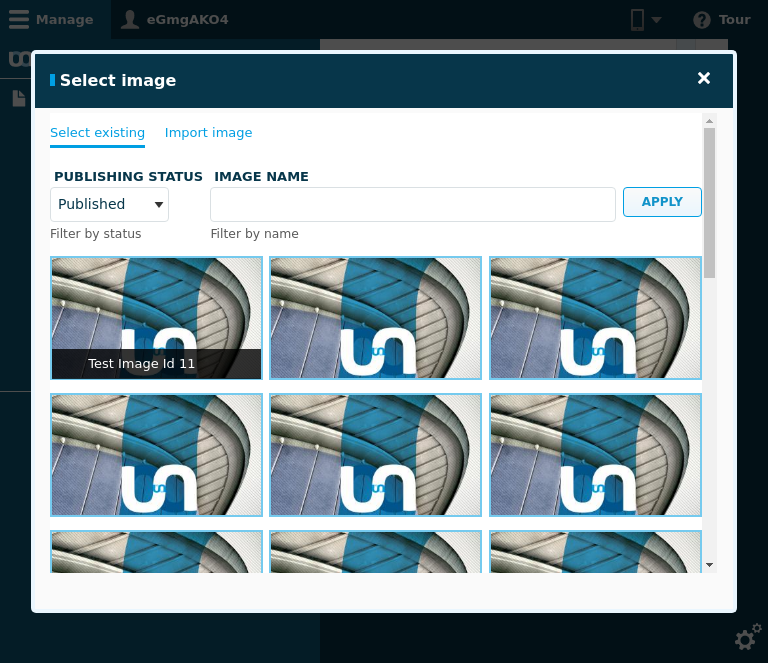 Manage
eGmgAKO4
Tour
Select image
Select existing
Import image
PUBLISHING STATUS
IMAGE NAME
Published
APPLY
Filter by status
Filter by name
Test Image Id 11